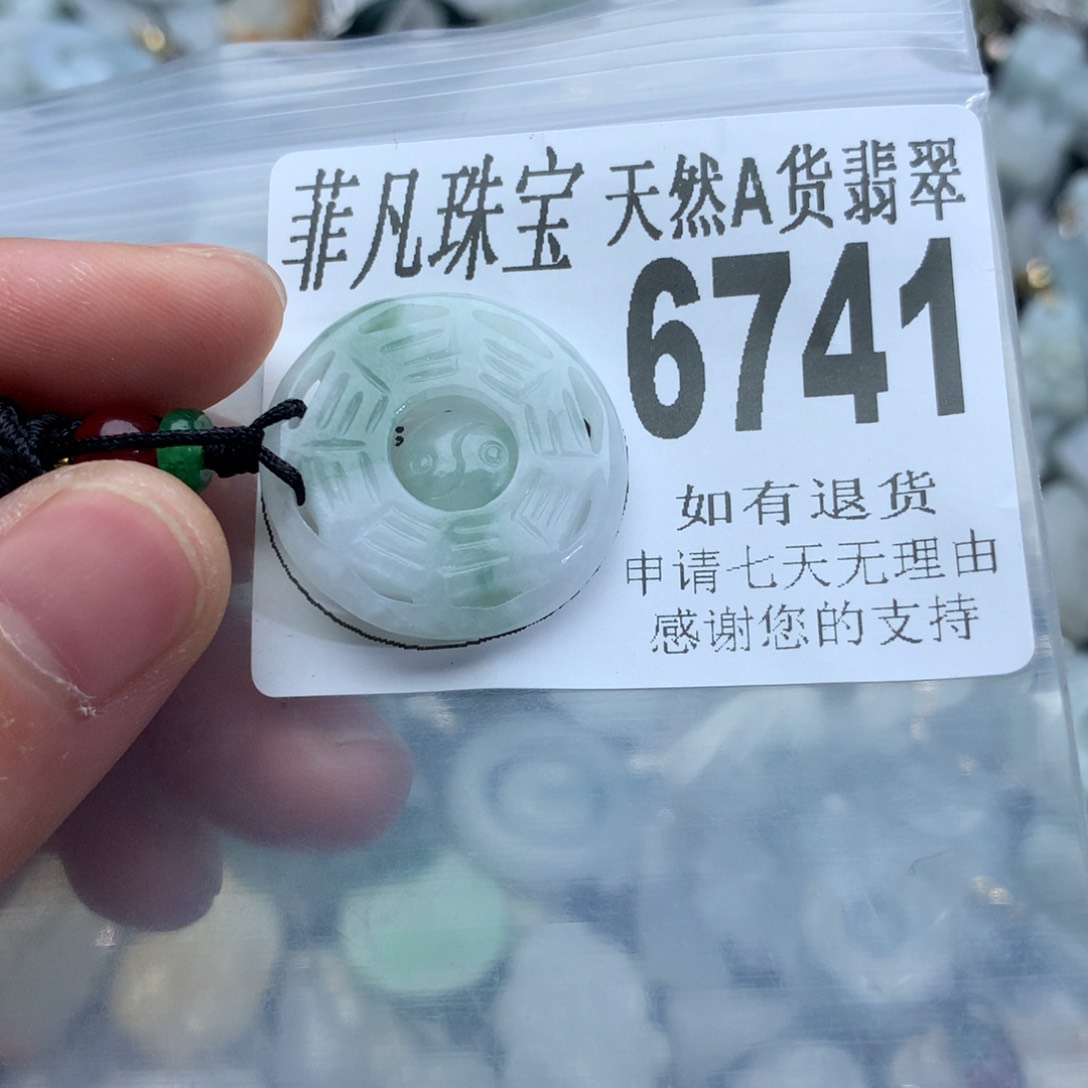 菲凡珠宝 天然A货翡翠
6741
如有退货
申请七天无理由
感谢您的支持